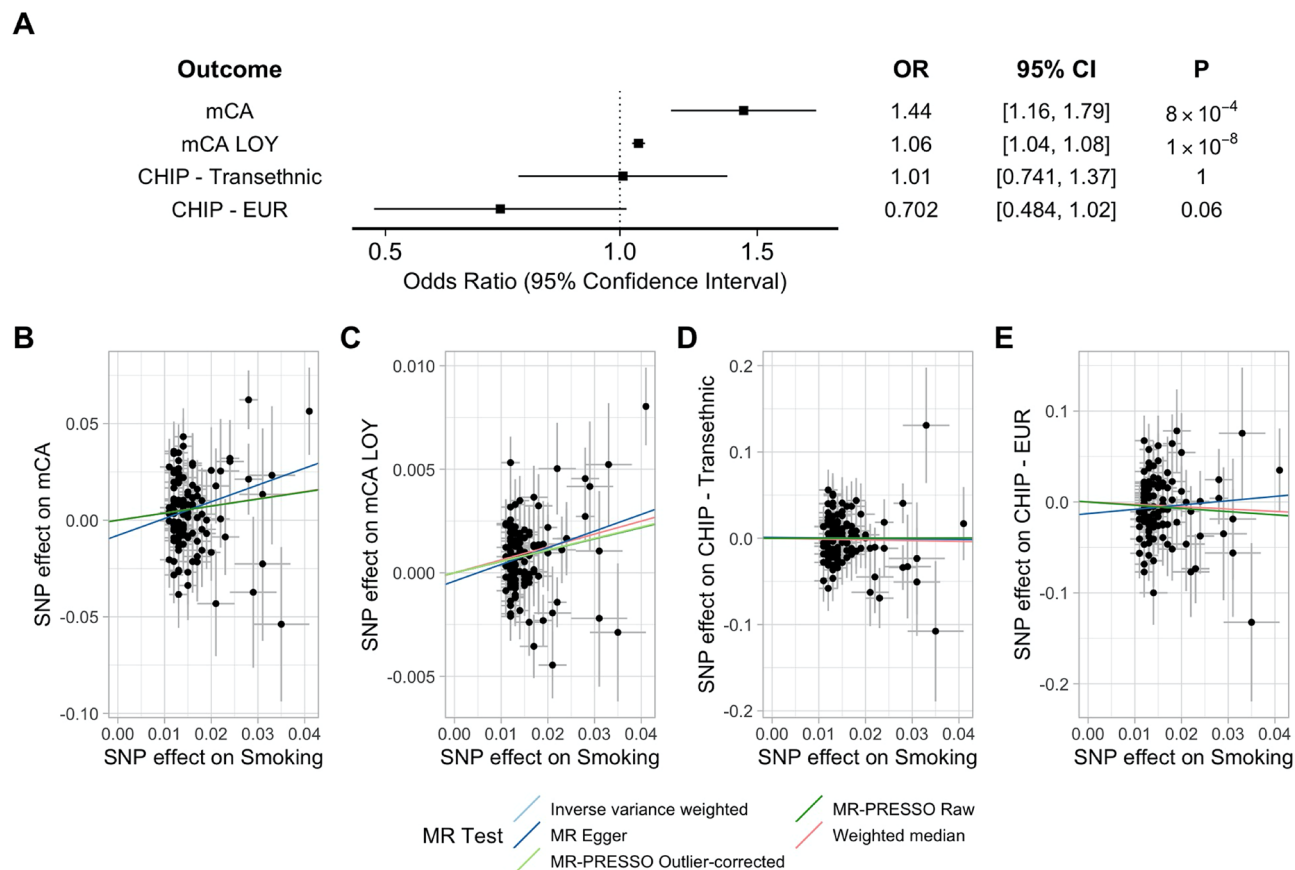 A
Outcome OR 95% CI P
mCA 1.44 [1.16, 1.79] 8 × 10⁻⁴
mCA LOY 1.06 [1.04, 1.08] 1 × 10⁻⁸
CHIP - Transethnic 1.01 [0.741, 1.37] 1
CHIP - EUR 0.702 [0.484, 1.02] 0.06
0.5 1.0 1.5
Odds Ratio (95% Confidence Interval)
B
SNP effect on mCA
0.05
0.00
-0.05
-0.10
0.00 0.01 0.02 0.03 0.04
SNP effect on Smoking
C
SNP effect on mCA LOY
0.010
0.005
0.000
-0.005
0.00 0.01 0.02 0.03 0.04
SNP effect on Smoking
D
SNP effect on CHIP - Transethnic
0.2
0.1
0.0
-0.1
-0.2
0.00 0.01 0.02 0.03 0.04
SNP effect on Smoking
E
SNP effect on CHIP - EUR
0.1
0.0
-0.1
-0.2
0.00 0.01 0.02 0.03 0.04
SNP effect on Smoking
MR Test
Inverse variance weighted
MR Egger
MR-PRESSO Outlier-corrected
MR-PRESSO Raw
Weighted median